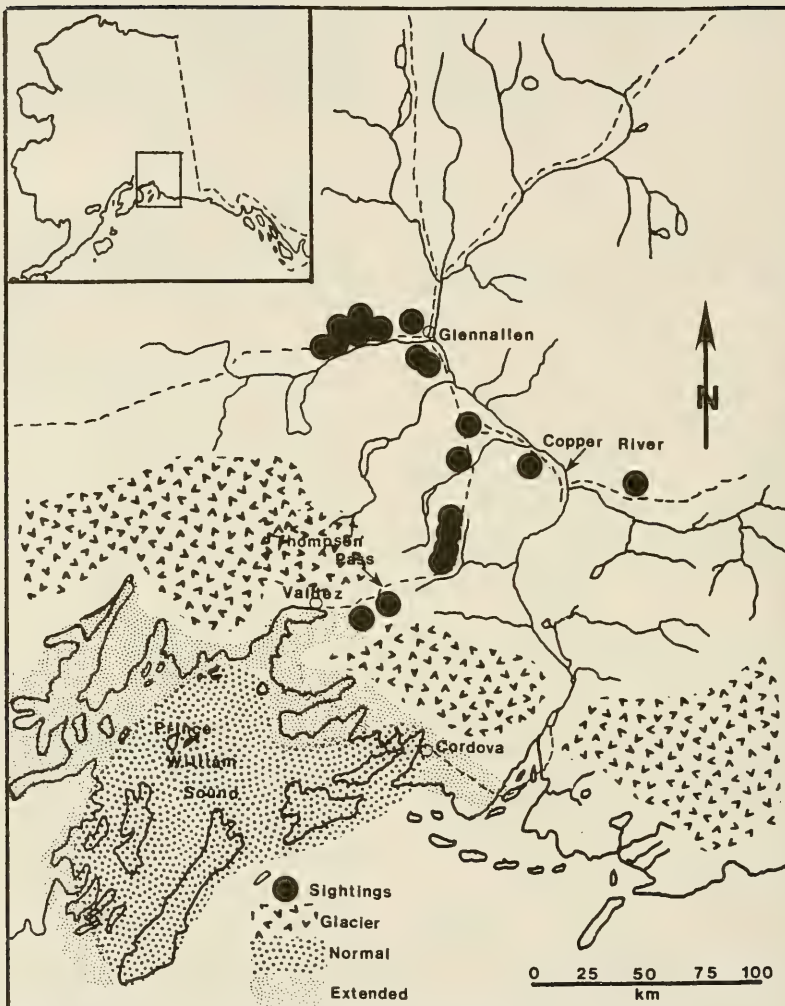 Glennallen
N
Copper River
Thompson
Pass
Valdez
Prince
William
Sound
Cordova
Sightings
Glacier
Normal
Extended
0 25 50 75 100
km